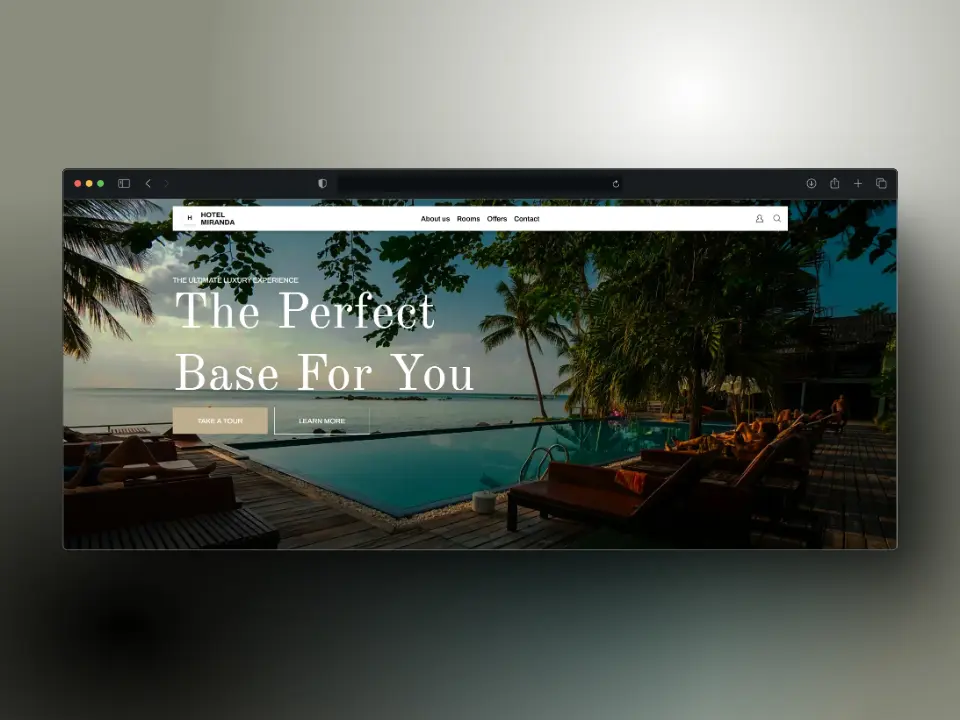 H
HOTEL
MIRANDA
About us Rooms Offers Contact
THE ULTIMATE LUXURY EXPERIENCE
The Perfect
Base For You
TAKE A TOUR LEARN MORE